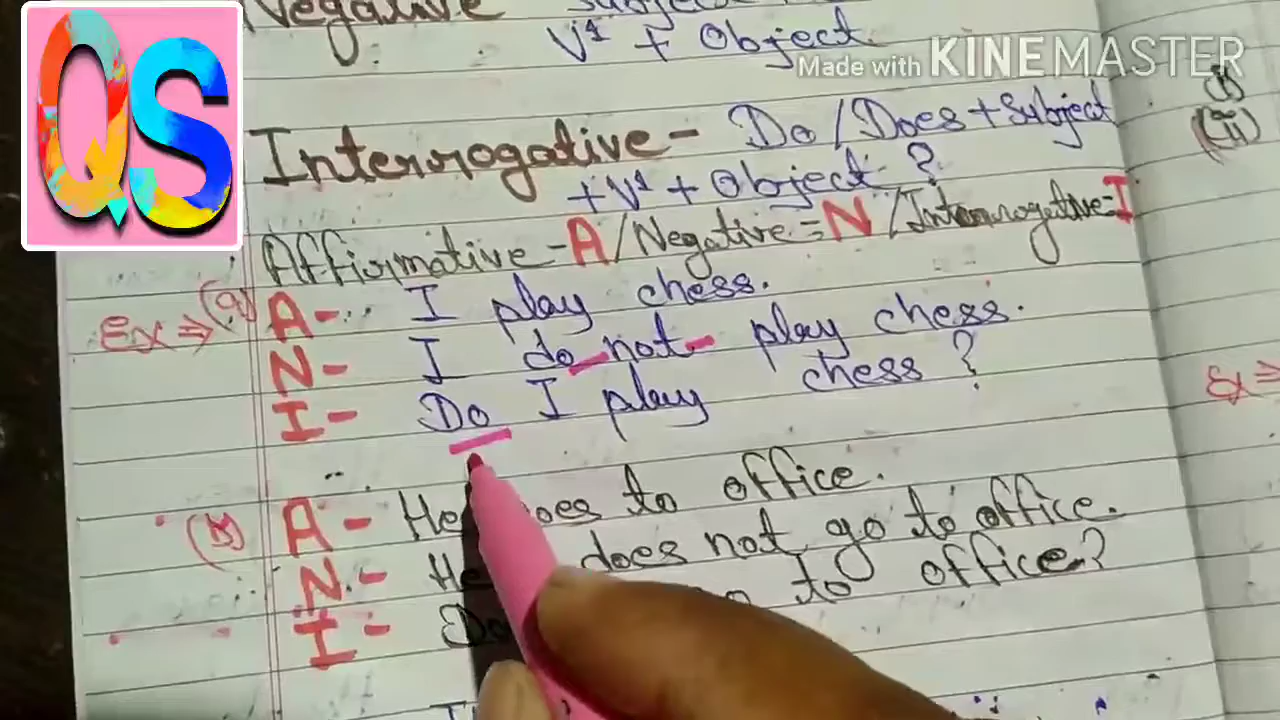 QS
Negative
V¹ + Object
Made with KINEMASTER
Interrogative - Do/Does + Subject
+ V¹ + Object ?
Affirmative - A/Negative = N/Interrogative = I
Ex ⇒ (a) A - I play chess.
N - I do not play chess.
I - Do I play chess ?
(b) A - He goes to office.
N - He does not go to office.
I - to office?
(ii)
Ex ⇒